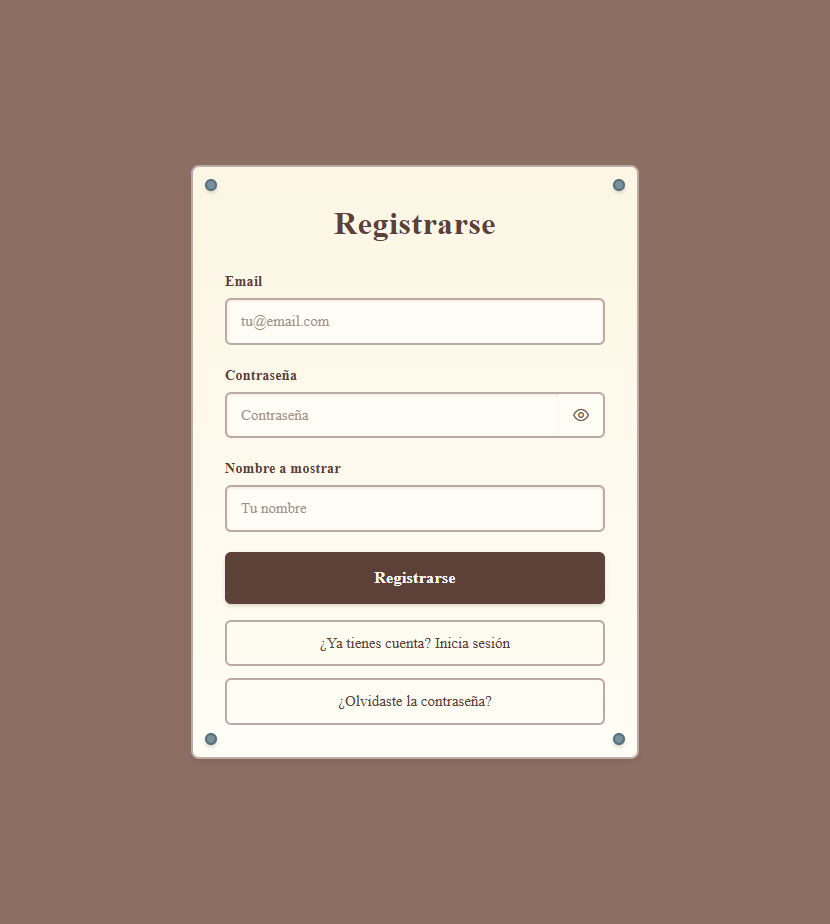 Registrarse
Email
tu@email.com
Contraseña
Contraseña
Nombre a mostrar
Tu nombre
Registrarse
¿Ya tienes cuenta? Inicia sesión
¿Olvidaste la contraseña?